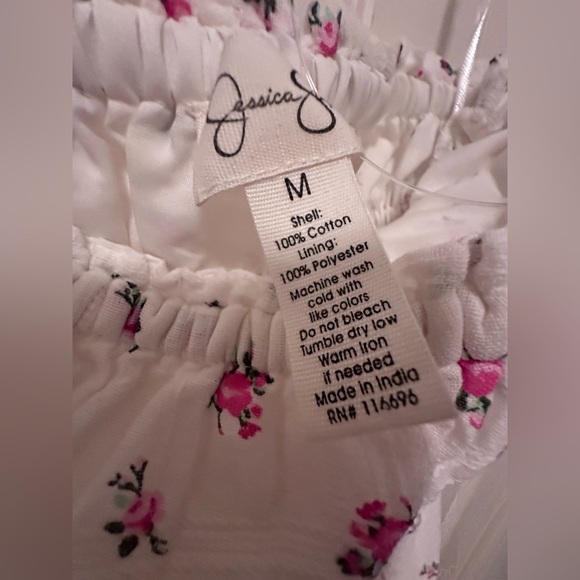 Jessica
M
Shell:
100% Cotton
Lining:
100% Polyester
Machine wash
cold with
like colors
Do not bleach
Tumble dry low
Warm Iron
if needed
Made in India
RN# 116696